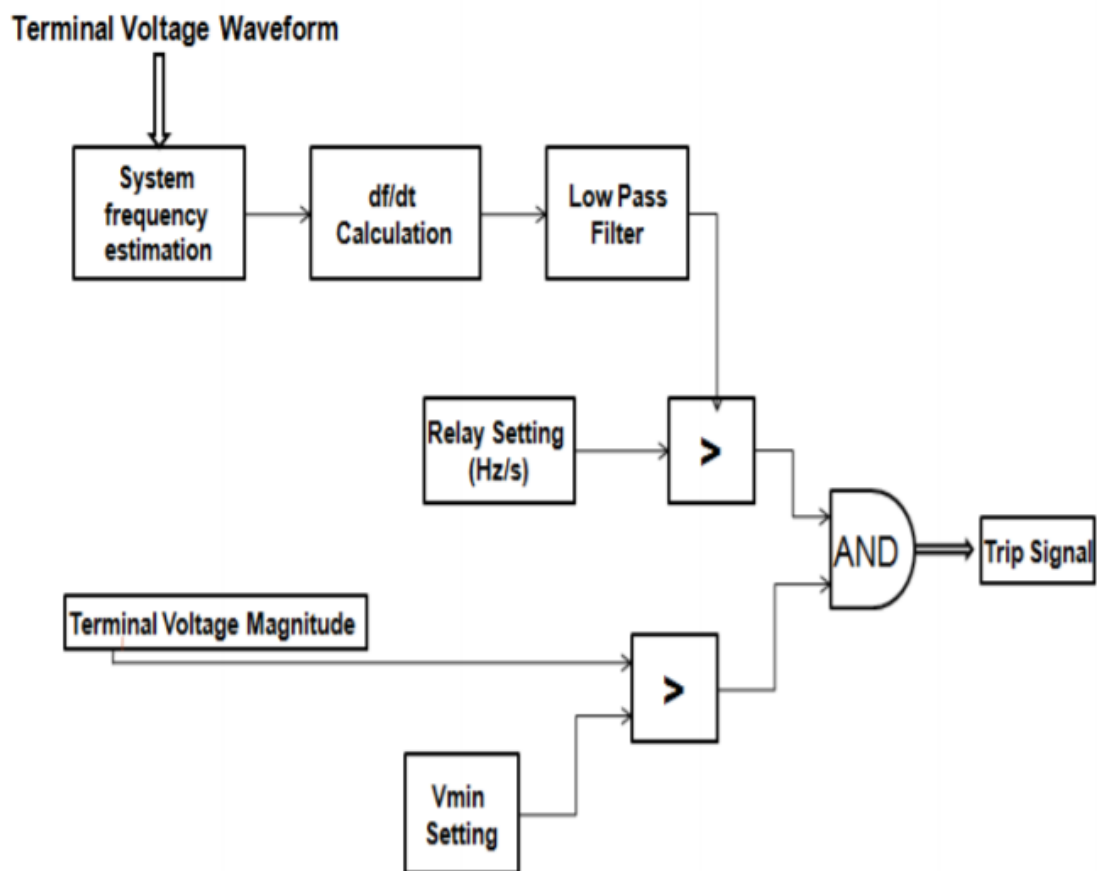 Terminal Voltage Waveform
System
frequency
estimation
df/dt
Calculation
Low Pass
Filter
Relay Setting
(Hz/s)
>
AND
Trip Signal
Terminal Voltage Magnitude
>
Vmin
Setting